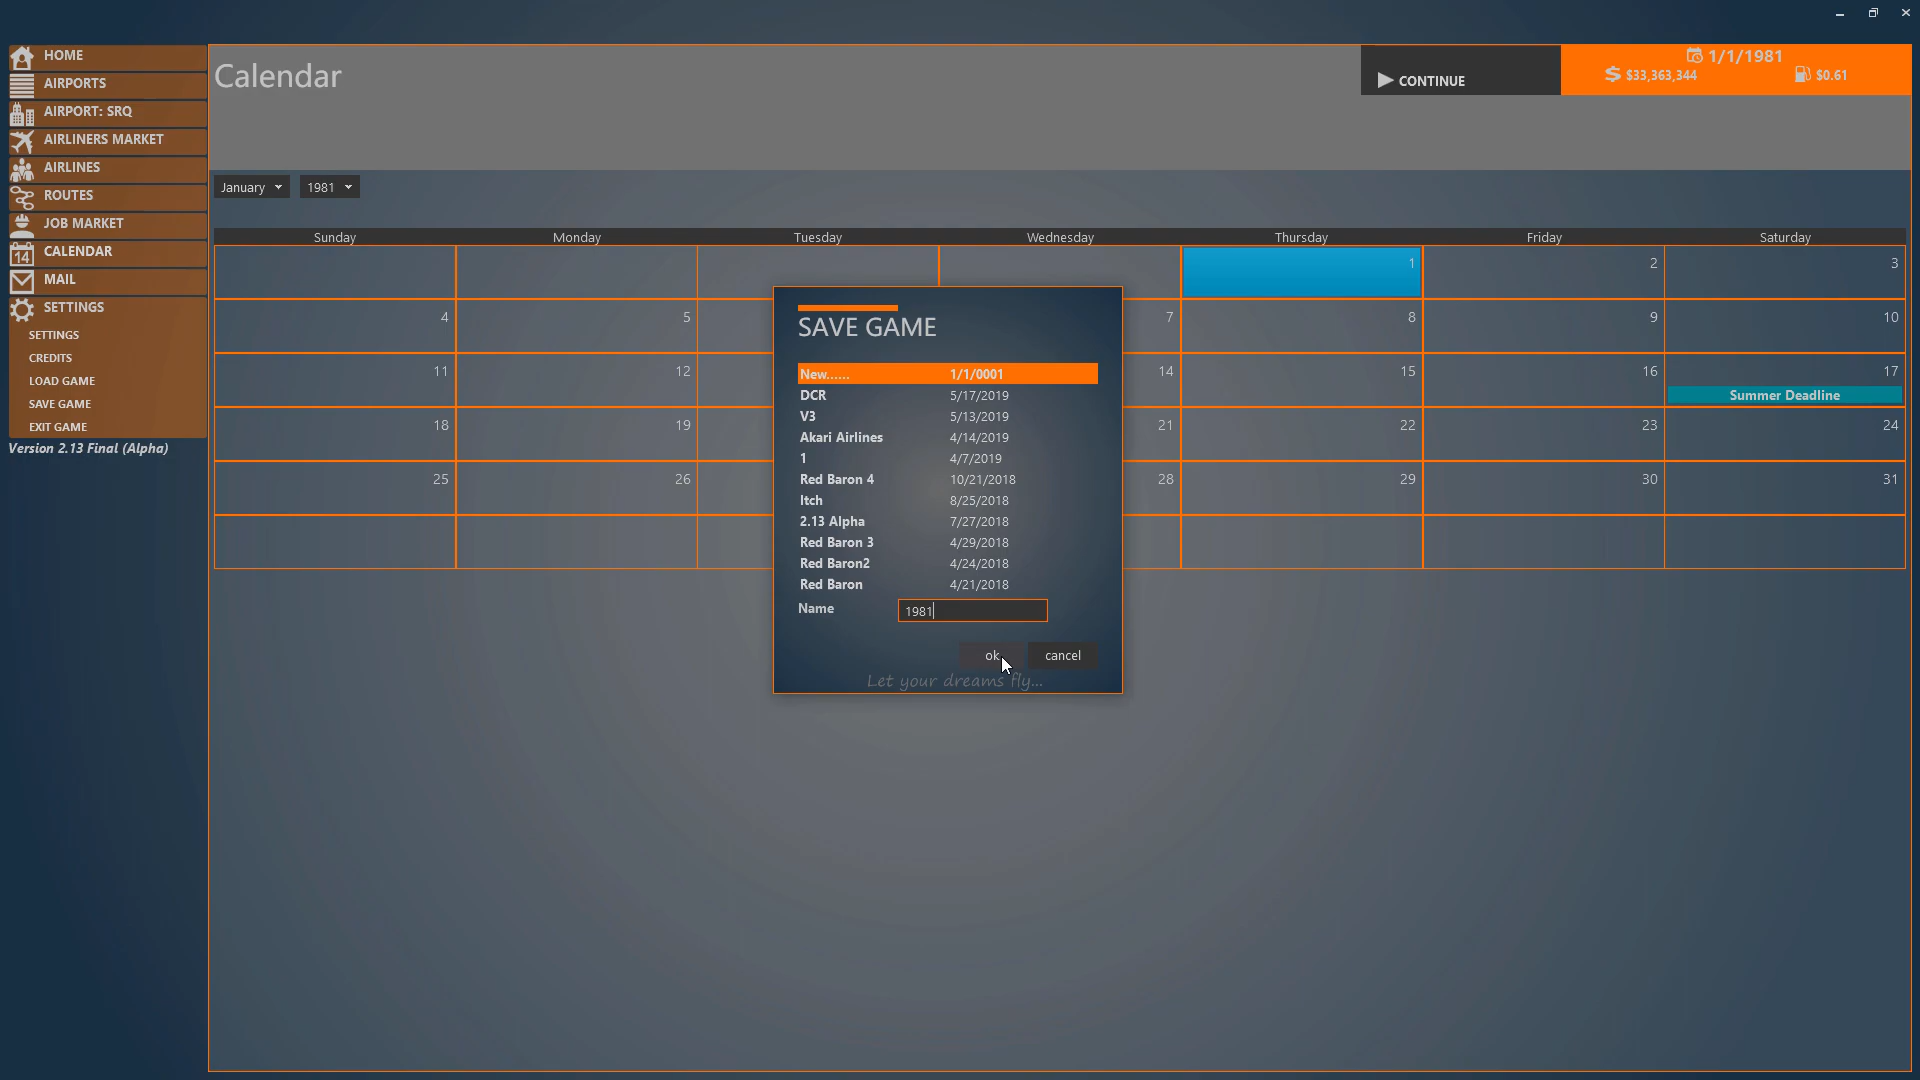 HOME
AIRPORTS
AIRPORT: SRQ
AIRLINERS MARKET
AIRLINES
ROUTES
JOB MARKET
14
CALENDAR
MAIL
SETTINGS
SETTINGS
CREDITS
LOAD GAME
SAVE GAME
EXIT GAME
Version 2.13 Final (Alpha)
Calendar
CONTINUE
1/1/1981
$ $33,363,344 $0.61
January 1981
Sunday Monday Tuesday Wednesday Thursday Friday Saturday
1 2 3
4 5 7 8 9 10
11 12 14 15 16 17
Summer Deadline
18 19 21 22 23 24
25 26 28 29 30 31
SAVE GAME
New...... 1/1/0001
DCR 5/17/2019
V3 5/13/2019
Akari Airlines 4/14/2019
1 4/7/2019
Red Baron 4 10/21/2018
Itch 8/25/2018
2.13 Alpha 7/27/2018
Red Baron 3 4/29/2018
Red Baron2 4/24/2018
Red Baron 4/21/2018
Name 1981
ok cancel
Let your dreams fly...